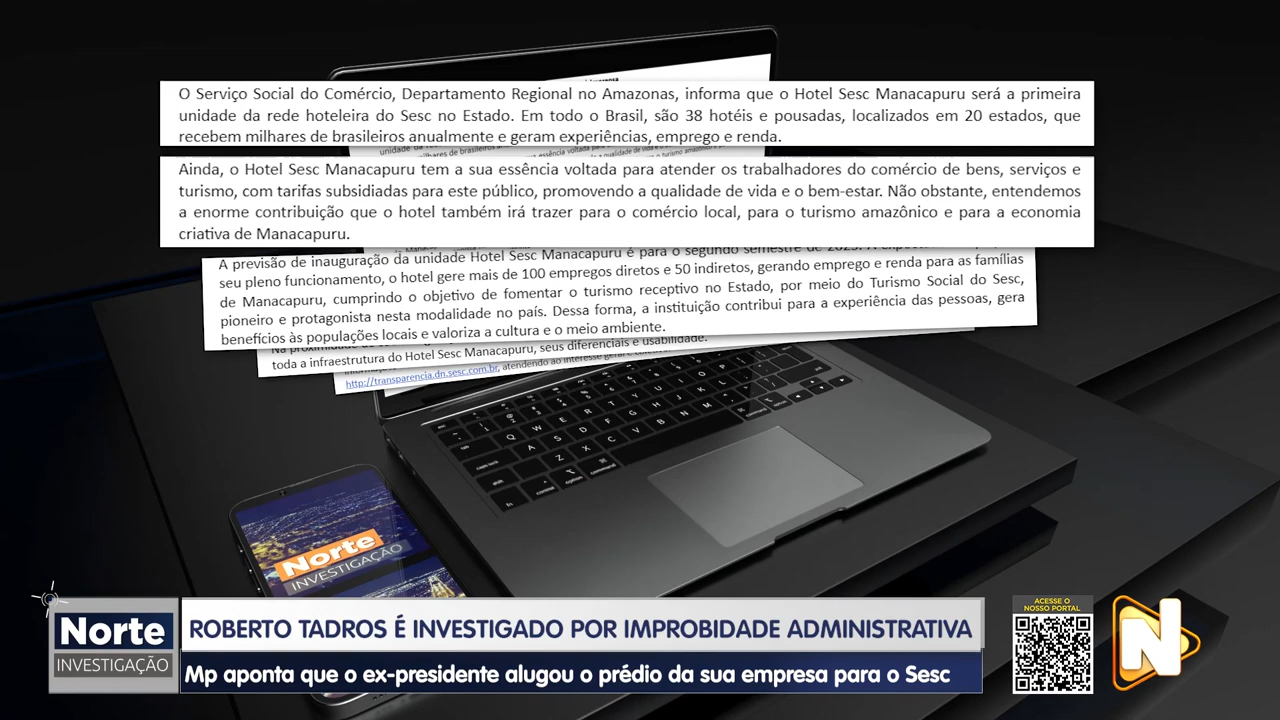 O Serviço Social do Comércio, Departamento Regional no Amazonas, informa que o Hotel Sesc Manacapuru será a primeira
unidade da rede hoteleira do Sesc no Estado. Em todo o Brasil, são 38 hotéis e pousadas, localizados em 20 estados, que
recebem milhares de brasileiros anualmente e geram experiências, emprego e renda.
Ainda, o Hotel Sesc Manacapuru tem a sua essência voltada para atender os trabalhadores do comércio de bens, serviços e
turismo, com tarifas subsidiadas para este público, promovendo a qualidade de vida e o bem-estar. Não obstante, entendemos
a enorme contribuição que o hotel também irá trazer para o comércio local, para o turismo amazônico e para a economia
criativa de Manacapuru.
A previsão de inauguração da unidade Hotel Sesc Manacapuru é para o segundo semestre de
seu pleno funcionamento, o hotel gere mais de 100 empregos diretos e 50 indiretos, gerando emprego e renda para as famílias
de Manacapuru, cumprindo o objetivo de fomentar o turismo receptivo no Estado, por meio do Turismo Social do Sesc,
pioneiro e protagonista nesta modalidade no país. Dessa forma, a instituição contribui para a experiência das pessoas, gera
benefícios às populações locais e valoriza a cultura e o meio ambiente.
toda a infraestrutura do Hotel Sesc Manacapuru, seus diferenciais e usabilidade.
http://transparencia.dn.sesc.com.br, atendendo ao interesse
Norte
INVESTIGAÇÃO
Norte
INVESTIGAÇÃO
ROBERTO TADROS É INVESTIGADO POR IMPROBIDADE ADMINISTRATIVA
Mp aponta que o ex-presidente alugou o prédio da sua empresa para o Sesc
ACESSE O
NOSSO PORTAL
N